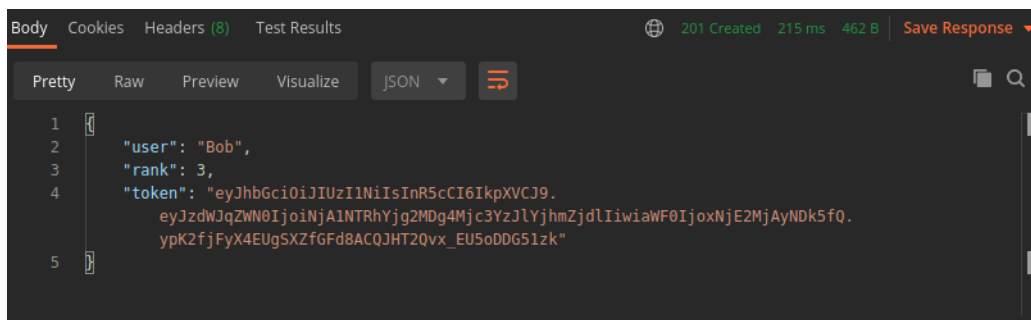 Body Cookies Headers (8) Test Results 201 Created 215 ms 462 B Save Response
Pretty Raw Preview Visualize JSON
1 {
2 "user": "Bob",
3 "rank": 3,
4 "token": "eyJhbGciOiJIUzI1NiIsInR5cCI6IkpXVCJ9.
eyJzdWJqZWN0IjoiNjA1NTRhYjg2MDg4Mjc3YzJlYjhmZjdlIiwiaWF0IjoxNjE2MjAyNDk5fQ.
ypK2fjFyX4EUgSXZfGFd8ACQJHT2Qvx_EU5oDDG51zk"
5 }